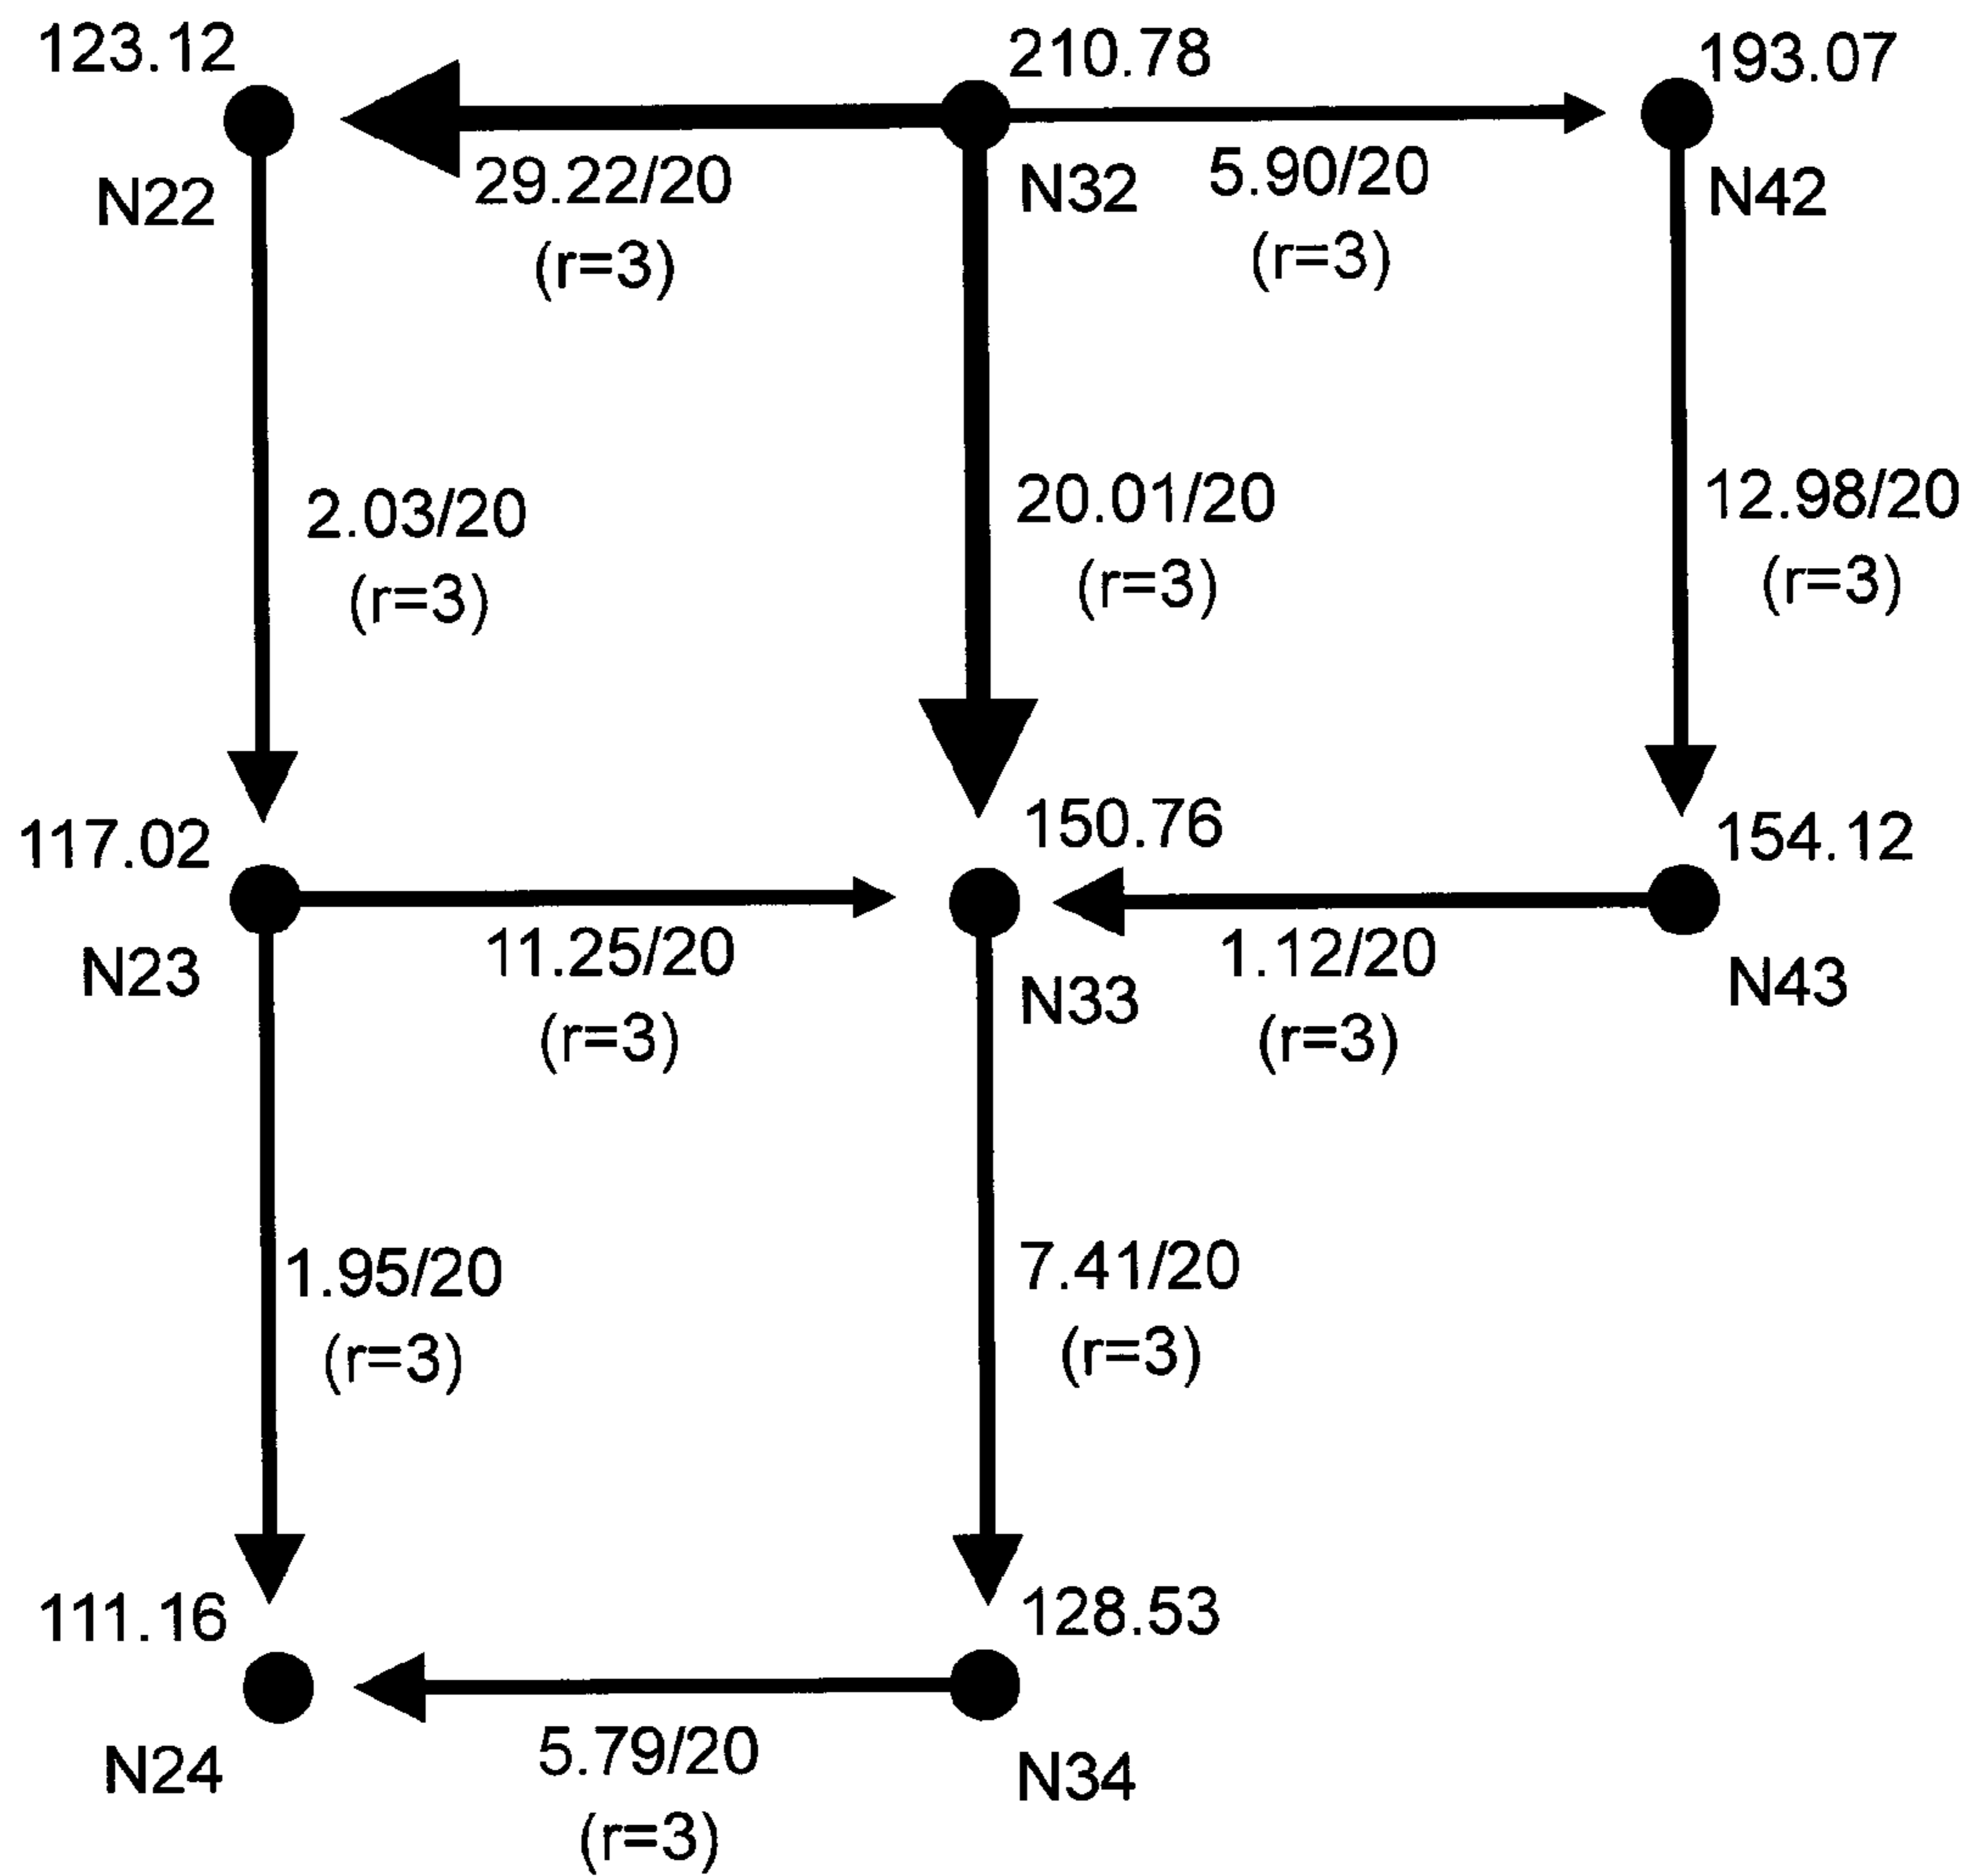 123.12
210.78
193.07
N22
29.22/20
(r=3)
N32
5.90/20
(r=3)
N42
2.03/20
(r=3)
20.01/20
(r=3)
12.98/20
(r=3)
117.02
150.76
154.12
N23
11.25/20
(r=3)
N33
1.12/20
(r=3)
N43
1.95/20
(r=3)
7.41/20
(r=3)
111.16
128.53
N24
5.79/20
(r=3)
N34